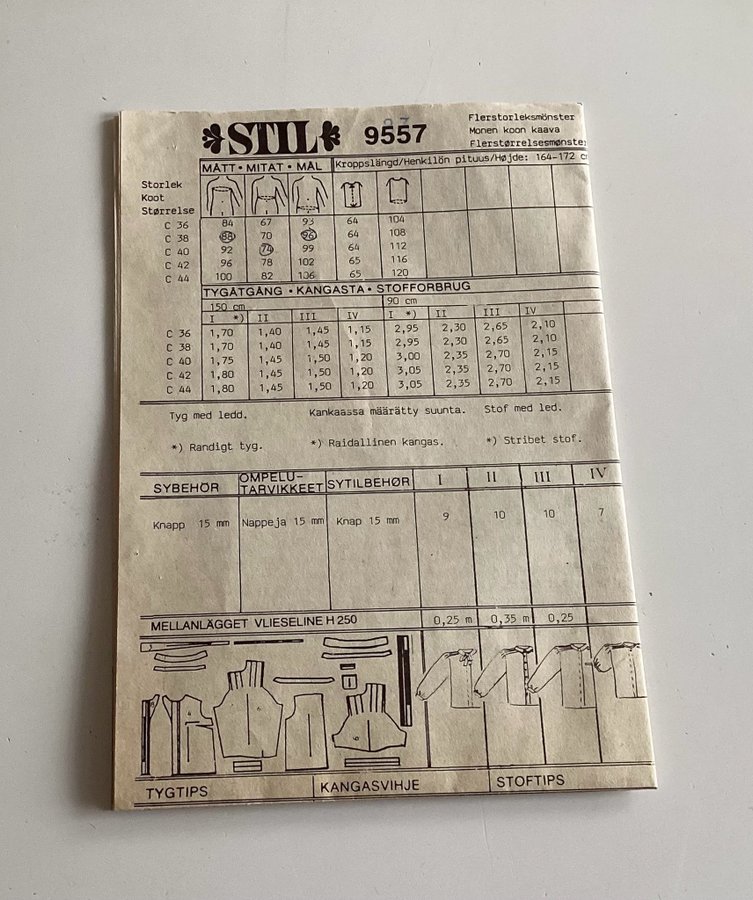 STIL 9557
Flerstorleksmönster
Monen koon kaava
Flerstørrelsesmønster
MÅTT • MITAT • MÅL Kroppslängd/Henkilön pituus/Højde: 164-172 c
Storlek
Koot
Størrelse
C 36 84 67 93 64 104
C 38 88 70 96 64 108
C 40 92 74 99 64 112
C 42 96 78 102 65 116
C 44 100 82 106 65 120
TYGÅTGÅNG • KANGASTA • STOFFORBRUG
150 cm 90 cm
I *) II III IV I *) II III IV
C 36 1,70 1,40 1,45 1,15 2,95 2,30 2,65 2,10
C 38 1,70 1,40 1,45 1,15 2,95 2,30 2,65 2,10
C 40 1,75 1,45 1,50 1,20 3,00 2,35 2,70 2,15
C 42 1,80 1,45 1,50 1,20 3,05 2,35 2,70 2,15
C 44 1,80 1,45 1,50 1,20 3,05 2,35 2,70 2,15
Tyg med ledd. Kankaassa määrätty suunta. Stof med led.
*) Randigt tyg. *) Raidallinen kangas. *) Stribet stof.
SYBEHÖR OMPELU-TARVIKKEET SYTILBEHØR I II III IV
Knapp 15 mm Nappeja 15 mm Knap 15 mm 9 10 10 7
MELLANLÄGGET VLIESELINE H 250 0,25 m 0,35 m 0,25
TYGTIPS KANGASVIHJE STOFTIPS